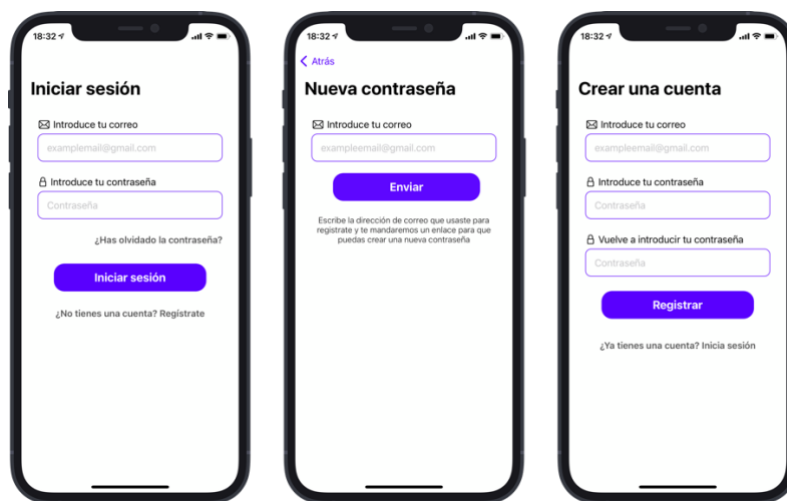 18:32
Iniciar sesión
Introduce tu correo
exampleemail@gmail.com
Introduce tu contraseña
Contraseña
¿Has olvidado la contraseña?
Iniciar sesión
¿No tienes una cuenta? Regístrate
18:32
Atrás
Nueva contraseña
Introduce tu correo
exampleemail@gmail.com
Enviar
Escribe la dirección de correo que usaste para
registrate y te mandaremos un enlace para que
puedas crear una nueva contraseña
18:32
Crear una cuenta
Introduce tu correo
exampleemail@gmail.com
Introduce tu contraseña
Contraseña
Vuelve a introducir tu contraseña
Contraseña
Registrar
¿Ya tienes una cuenta? Inicia sesión